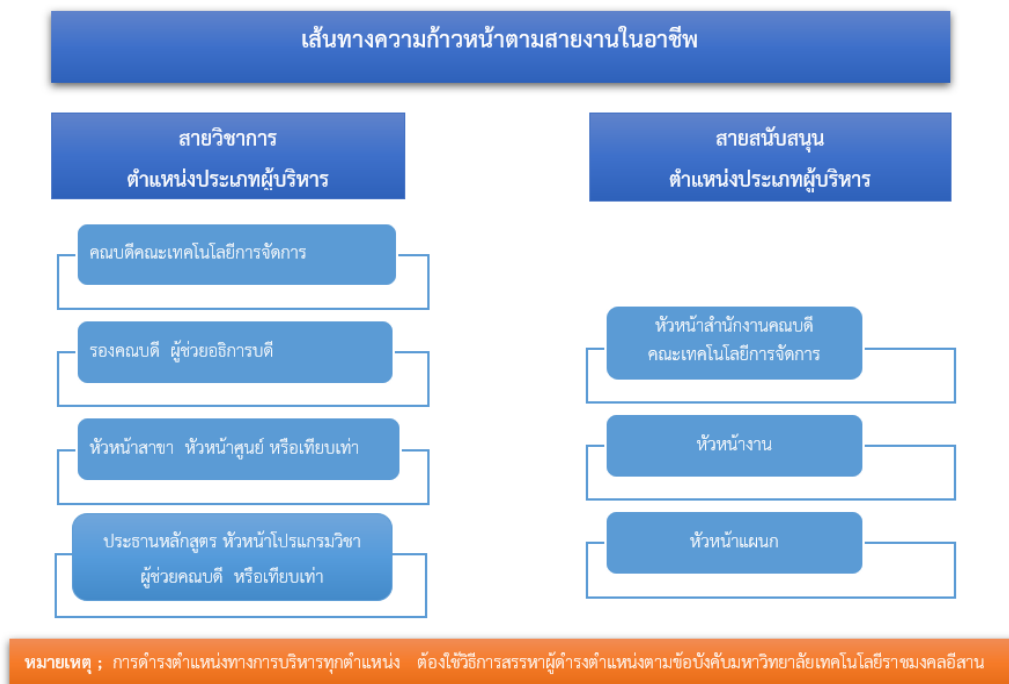 เส้นทางความก้าวหน้าตามสายงานในอาชีพ
สายวิชาการ
ตำแหน่งประเภทผู้บริหาร
คณบดีคณะเทคโนโลยีการจัดการ
รองคณบดี ผู้ช่วยอธิการบดี
หัวหน้าสาขา หัวหน้าศูนย์ หรือเทียบเท่า
ประธานหลักสูตร หัวหน้าโปรแกรมวิชา
ผู้ช่วยคณบดี หรือเทียบเท่า
สายสนับสนุน
ตำแหน่งประเภทผู้บริหาร
หัวหน้าสำนักงานคณบดี
คณะเทคโนโลยีการจัดการ
หัวหน้างาน
หัวหน้าแผนก
หมายเหตุ ; การดำรงตำแหน่งทางการบริหารทุกตำแหน่ง ต้องใช้วิธีการสรรหาผู้ดำรงตำแหน่งตามข้อบังคับมหาวิทยาลัยเทคโนโลยีราชมงคลอีสาน